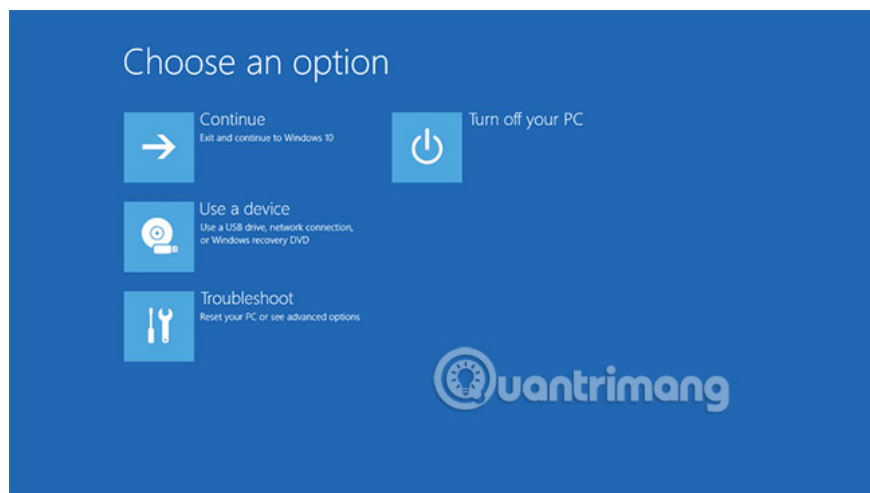 Choose an option
Continue
Exit and continue to Windows 10
Turn off your PC
Use a device
Use a USB drive, network connection,
or Windows recovery DVD
Troubleshoot
Reset your PC or see advanced options
Quantrimang